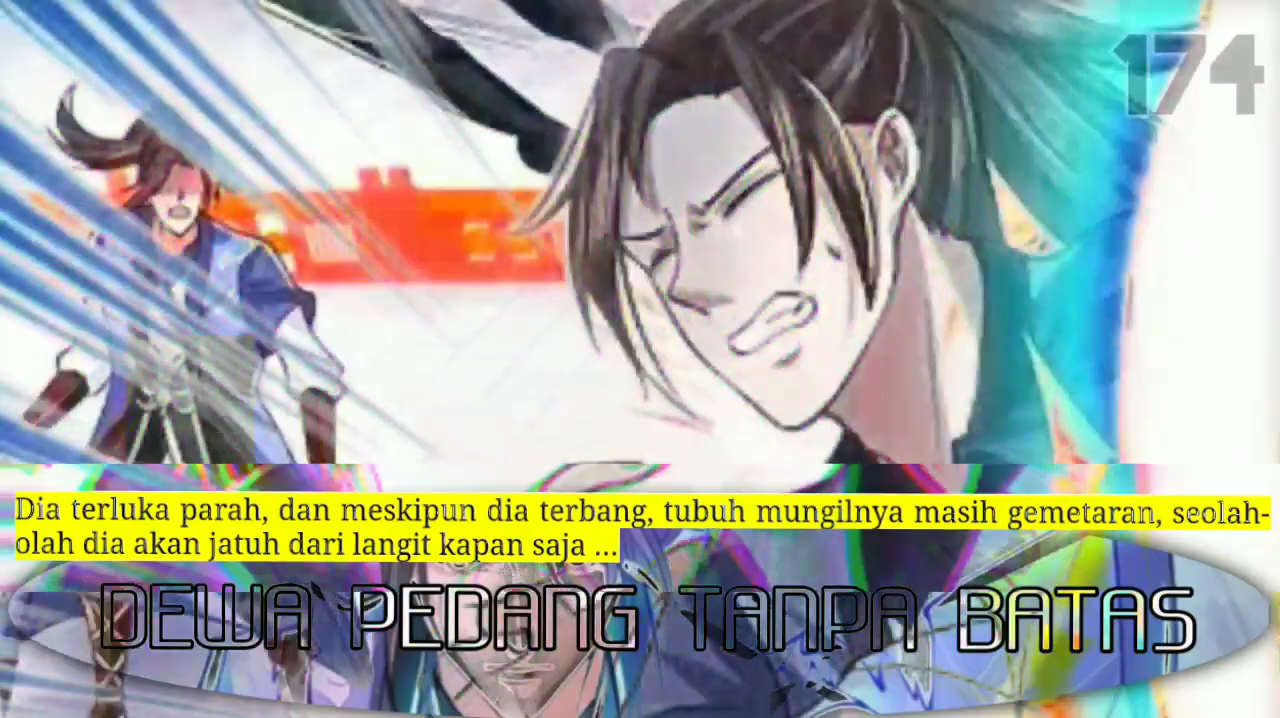 174
Dia terluka parah, dan meskipun dia terbang, tubuh mungilnya masih gemetaran, seolah-
olah dia akan jatuh dari langit kapan saja ...
DEWA PEDANG TANPA BATAS